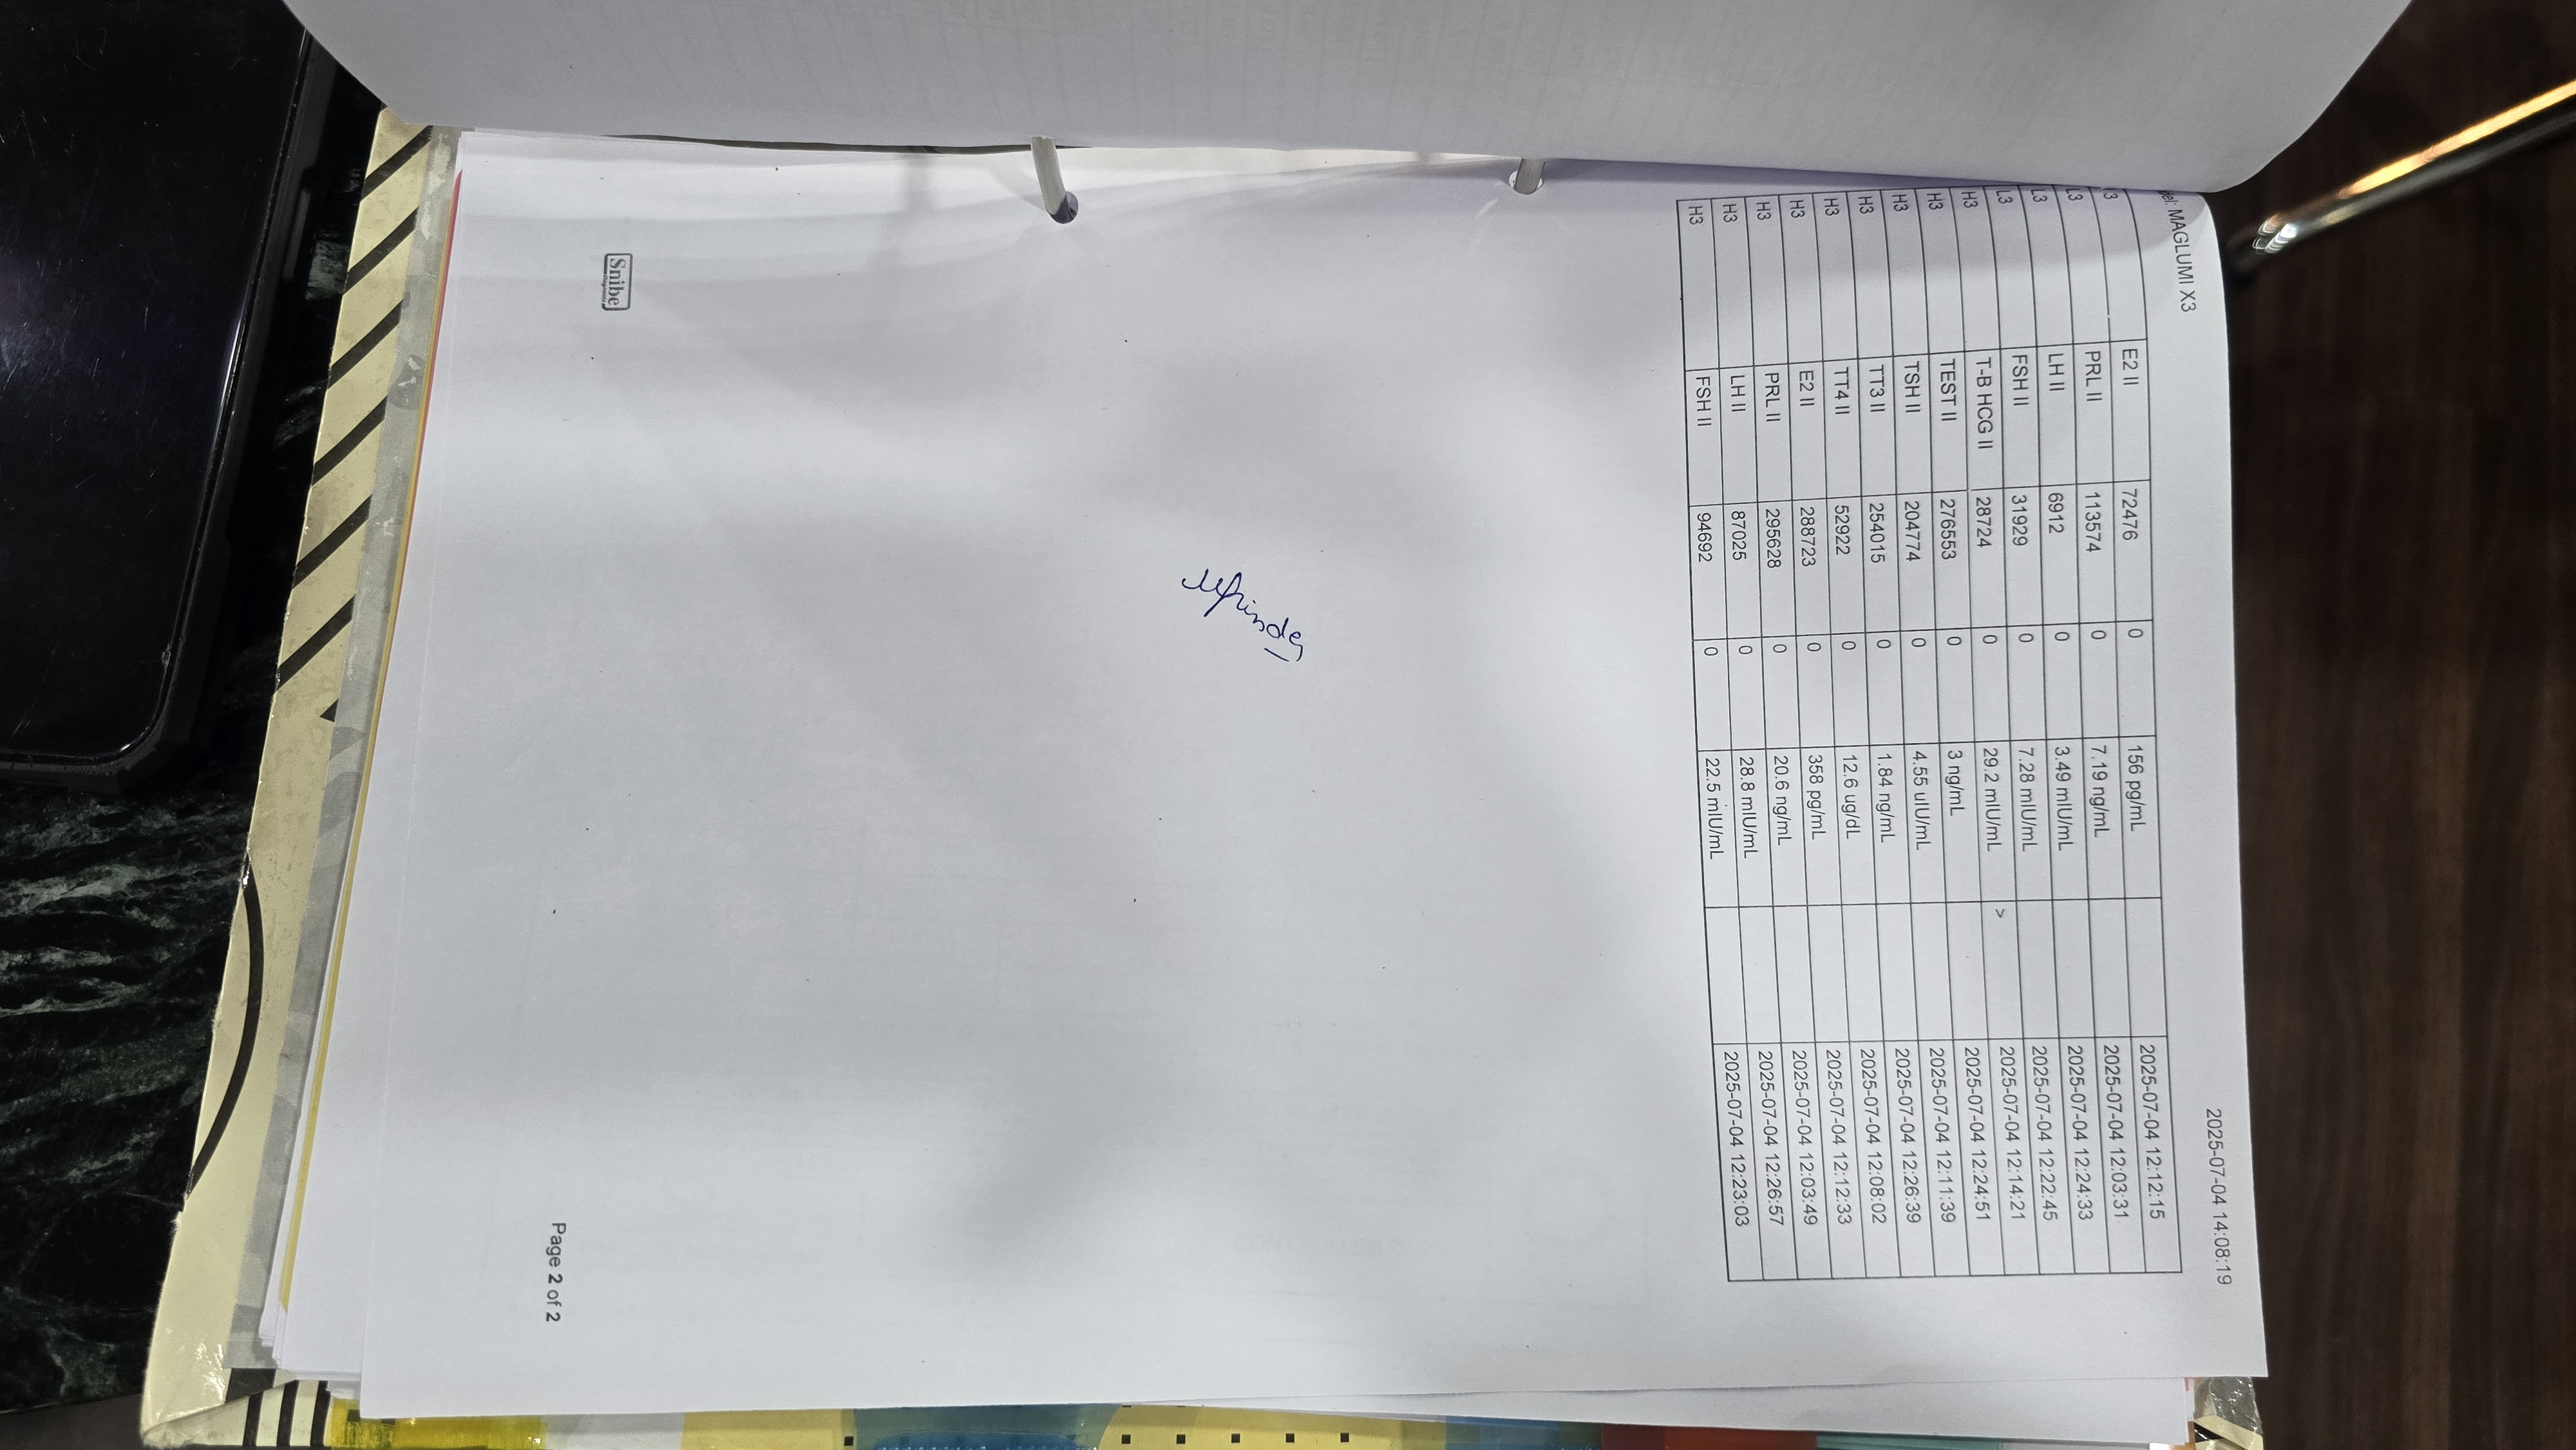 el: MAGLUMI X3 2025-07-04 14:08:19
3 E2 II 72476 0 156 pg/mL 2025-07-04 12:12:15
L3 PRL II 113574 0 7.19 ng/mL 2025-07-04 12:03:31
L3 LH II 6912 0 3.49 mIU/mL 2025-07-04 12:24:33
L3 FSH II 31929 0 7.28 mIU/mL 2025-07-04 12:22:45
H3 T-B HCG II 28724 0 29.2 mIU/mL 2025-07-04 12:14:21
H3 TEST II 276553 0 3 ng/mL 2025-07-04 12:24:51
H3 TSH II 204774 0 4.55 uIU/mL 2025-07-04 12:11:39
H3 TT3 II 254015 0 1.84 ng/mL 2025-07-04 12:26:39
H3 TT4 II 52922 0 12.6 ug/dL 2025-07-04 12:08:02
H3 E2 II 288723 0 358 pg/mL 2025-07-04 12:12:33
H3 PRL II 295628 0 20.6 ng/mL 2025-07-04 12:03:49
H3 LH II 87025 0 28.8 mIU/mL 2025-07-04 12:26:57
H3 FSH II 94692 0 22.5 mIU/mL 2025-07-04 12:23:03
Snibe
Page 2 of 2